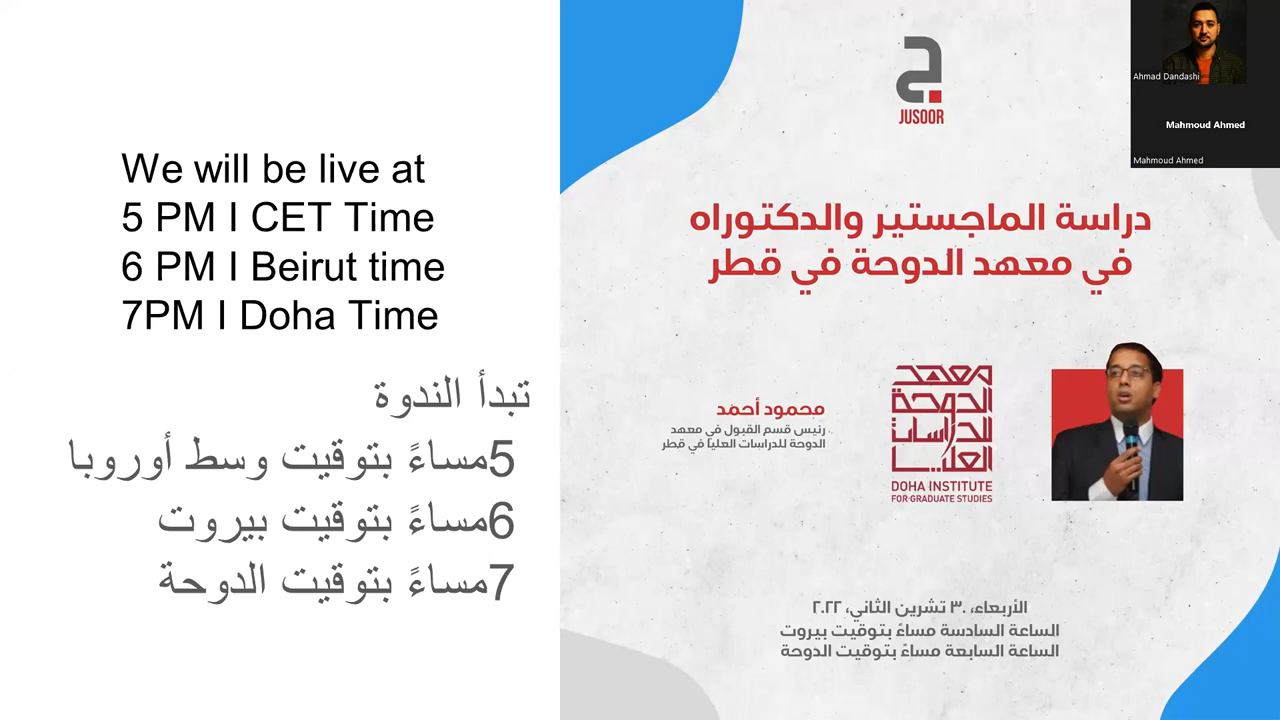 We will be live at
5 PM I CET Time
6 PM I Beirut time
7PM I Doha Time
تبدأ الندوة
5مساءً بتوقيت وسط أوروبا
6مساءً بتوقيت بيروت
7مساءً بتوقيت الدوحة
JUSOOR
دراسة الماجستير والدكتوراه
في معهد الدوحة في قطر
محمود أحمد
رئيس قسم القبول في معهد
الدوحة للدراسات العليا في قطر
معهد
الدوحة
للدراسات
العليا
DOHA INSTITUTE
FOR GRADUATE STUDIES
الأربعاء، ٣٠ تشرين الثاني، ٢٠٢٢
الساعة السادسة مساءً بتوقيت بيروت
الساعة السابعة مساءً بتوقيت الدوحة
Ahmad Dandashi
Mahmoud Ahmed
Mahmoud Ahmed